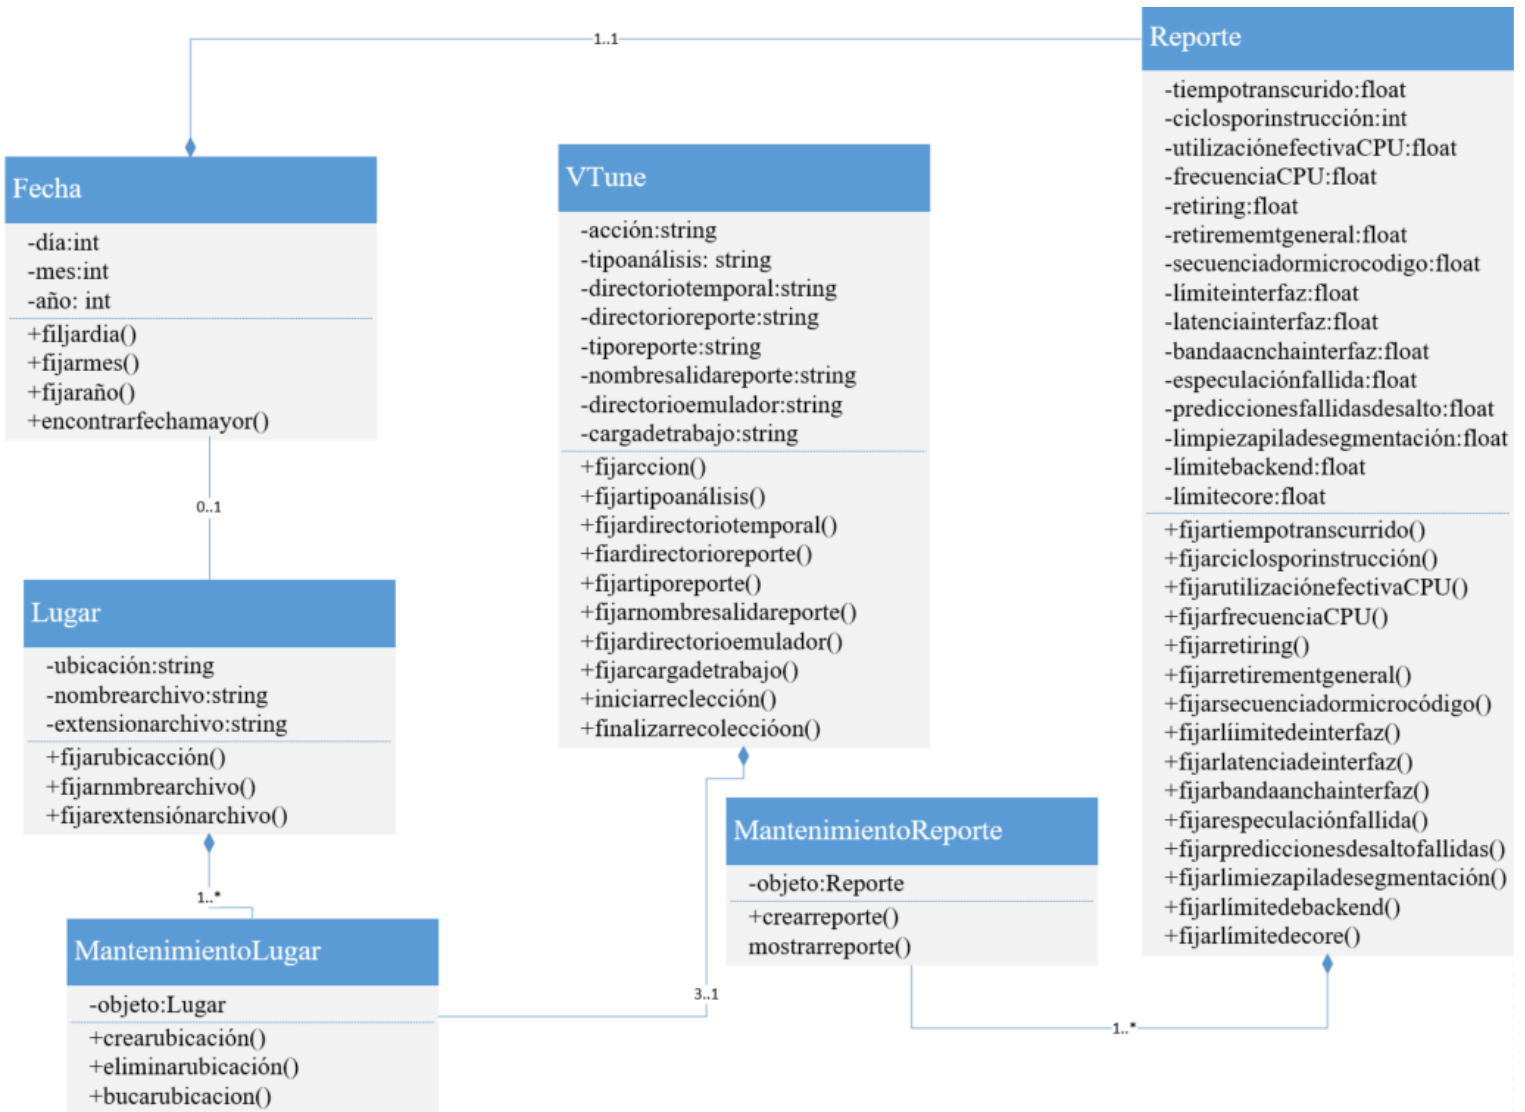 1..1
Fecha
-día:int
-mes:int
-año: int
+filjardia()
+fijarmes()
+fijaraño()
+encontrarfechamayor()
0..1
Lugar
-ubicación:string
-nombrearchivo:string
-extensionarchivo:string
+fijarubicacción()
+fijarnmbrearchivo()
+fijarextensiónarchivo()
1..*
MantenimientoLugar
-objeto:Lugar
+crearubicación()
+eliminarubicación()
+bucarubicacion()
VTune
-acción:string
-tipoanálisis: string
-directoriotemporal:string
-directorioreporte:string
-tiporeporte:string
-nombresalidareporte:string
-directorioemulador:string
-cargadetrabajo:string
+fijarccion()
+fijartipoanálisis()
+fijardirectoriotemporal()
+fiardirectorioreporte()
+fijartiporeporte()
+fijarnombresalidareporte()
+fijardirectorioemulador()
+fijarcargadetrabajo()
+iniciarreclección()
+finalizarrecoleccióon()
3..1
MantenimientoReporte
-objeto:Reporte
+crearreporte()
mostrarreporte()
1..*
Reporte
-tiempotranscurido:float
-ciclosporinstrucción:int
-utilizaciónefectivaCPU:float
-frecuenciaCPU:float
-retiring:float
-retirememtgeneral:float
-secuenciadormicrocodigo:float
-límiteinterfaz:float
-latenciainterfaz:float
-bandaacnchainterfaz:float
-especulaciónfallida:float
-prediccionesfallidasdesalto:float
-limpiezapiladesegmentación:float
-límitebackend:float
-límitecore:float
+fijartiempotranscurrido()
+fijarciclosporinstrucción()
+fijarutilizaciónefectivaCPU()
+fijarfrecuenciaCPU()
+fijarretiring()
+fijarretirementgeneral()
+fijarsecuenciadormicrocódigo()
+fijarlíimitedeinterfaz()
+fijarlatenciadeinterfaz()
+fijarbandaanchainterfaz()
+fijarespeculaciónfallida()
+fijarprediccionesdesaltofallidas()
+fijarlimiezapiladesegmentación()
+fijarlímitedebackend()
+fijarlímitedecore()